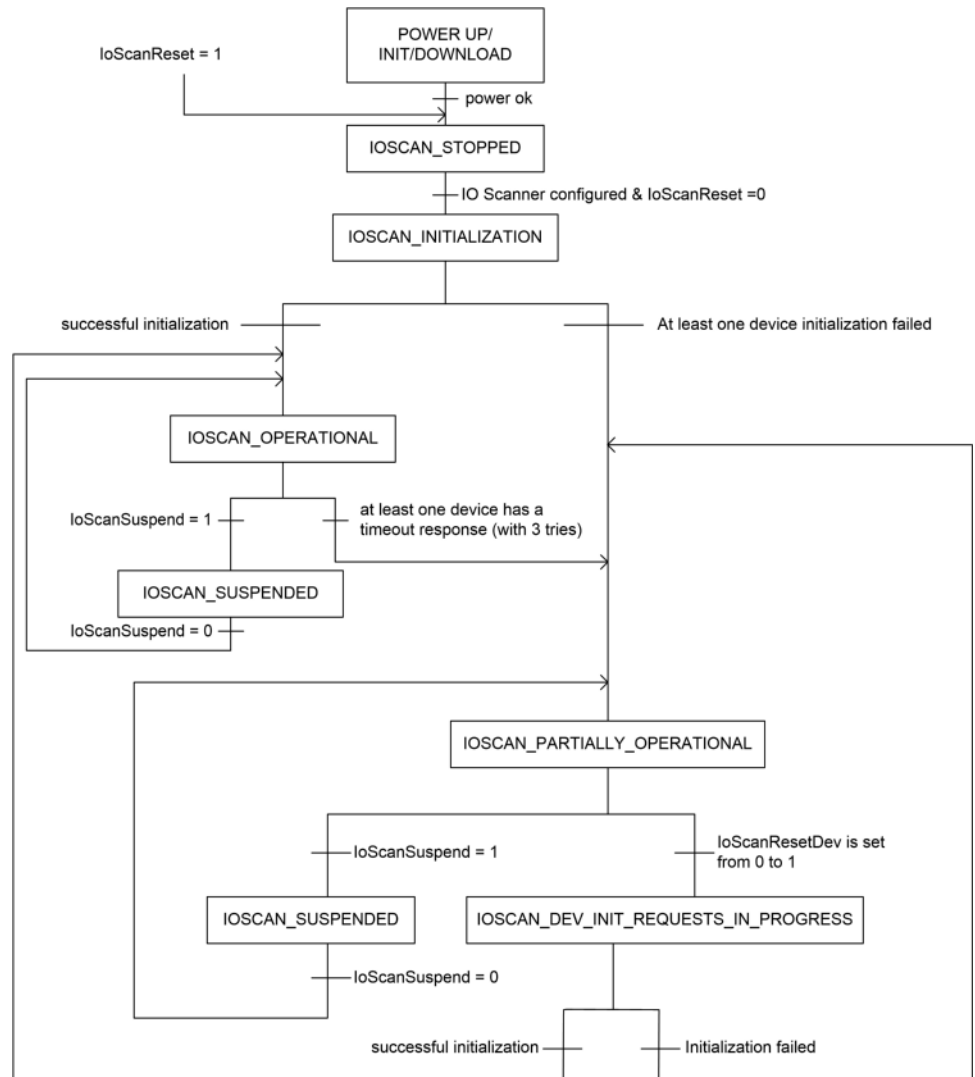 POWER UP/
INIT/DOWNLOAD
IoScanReset = 1
power ok
IOSCAN_STOPPED
IO Scanner configured & IoScanReset =0
IOSCAN_INITIALIZATION
successful initialization
At least one device initialization failed
IOSCAN_OPERATIONAL
IoScanSuspend = 1
at least one device has a
timeout response (with 3 tries)
IOSCAN_SUSPENDED
IoScanSuspend = 0
IOSCAN_PARTIALLY_OPERATIONAL
IoScanSuspend = 1
IoScanResetDev is set
from 0 to 1
IOSCAN_SUSPENDED
IOSCAN_DEV_INIT_REQUESTS_IN_PROGRESS
IoScanSuspend = 0
successful initialization
Initialization failed